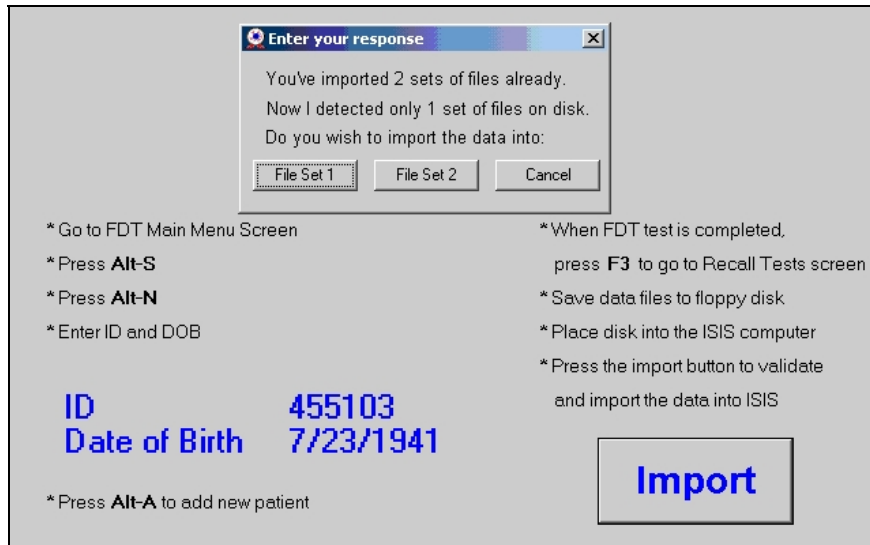 Enter your response
You've imported 2 sets of files already.
Now I detected only 1 set of files on disk.
Do you wish to import the data into:
File Set 1
File Set 2
Cancel
*Go to FDT Main Menu Screen
*Press Alt-S
*Press Alt-N
*Enter ID and DOB
ID 455103
Date of Birth 7/23/1941
*Press Alt-A to add new patient
*When FDT test is completed,
press F3 to go to Recall Tests screen
*Save data files to floppy disk
*Place disk into the ISIS computer
*Press the import button to validate
and import the data into ISIS
Import